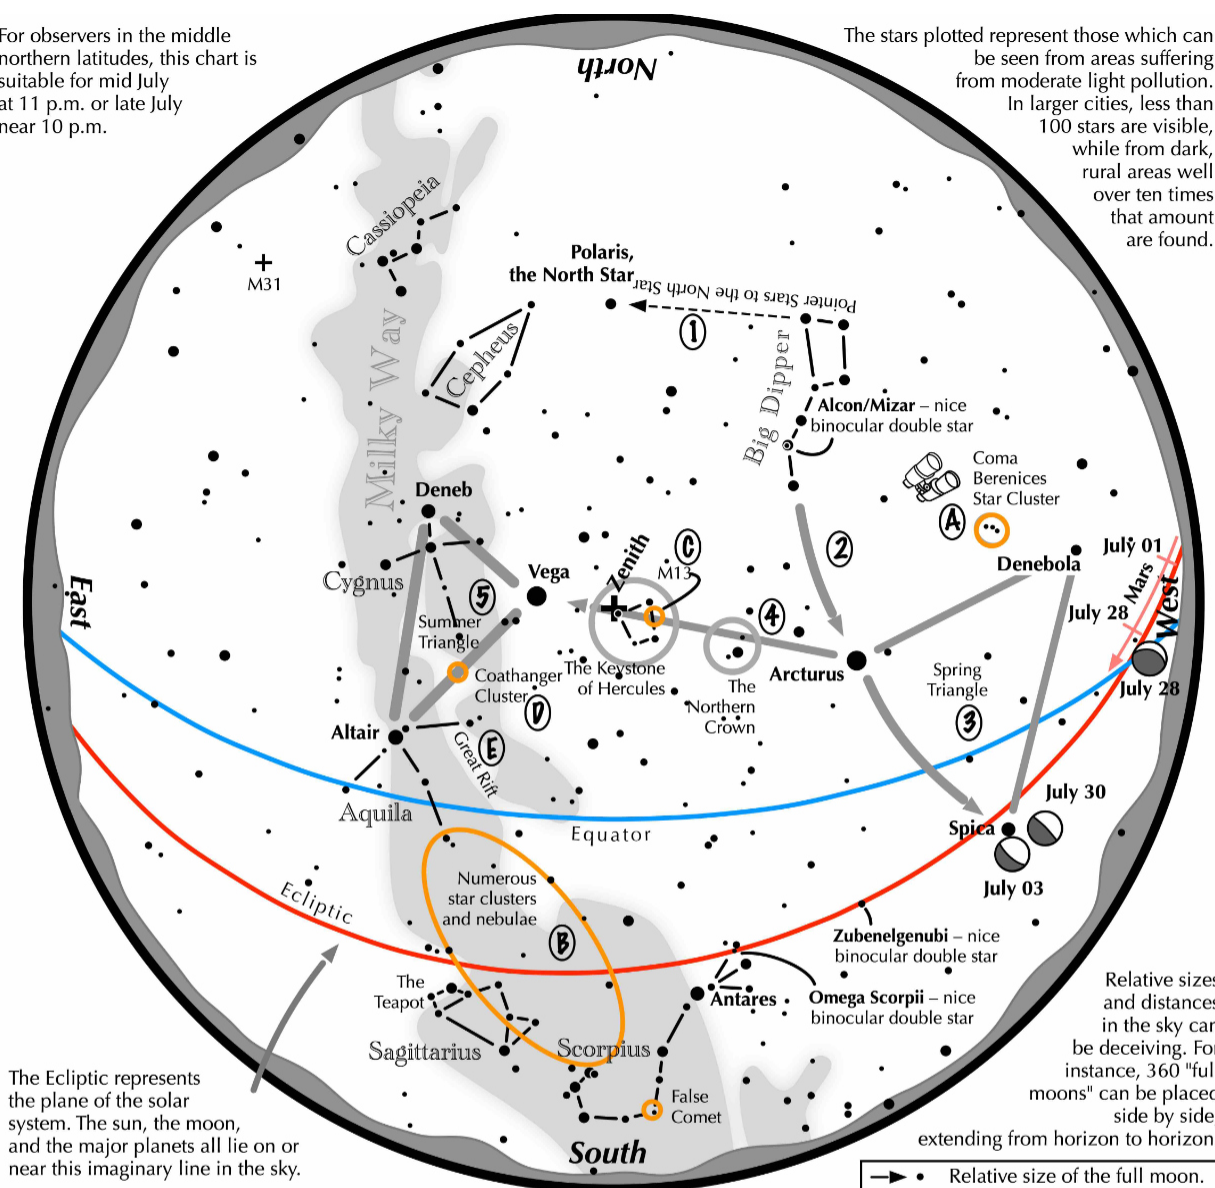 For observers in the middle
northern latitudes, this chart is
suitable for mid July
at 11 p.m. or late July
near 10 p.m.
The stars plotted represent those which can
be seen from areas suffering
from moderate light pollution.
In larger cities, less than
100 stars are visible,
while from dark,
rural areas well
over ten times
that amount
are found.
North
Cassiopeia
M31
Polaris,
the North Star
Pointer Stars to the North Star
1
Cepheus
Milky Way
Big Dipper
Alcon/Mizar – nice
binocular double star
Coma
Berenices
Star Cluster
A
Deneb
Cygnus
Vega
Zenith
C
M13
2
Denebola
July 01
Mars
July 28
West
July 28
East
5
Summer
Triangle
4
Coathanger
Cluster
The Keystone
of Hercules
The
Northern
Crown
Arcturus
Spring
Triangle
3
D
Altair
E
Great Rift
Aquila
Equator
July 30
Spica
July 03
Ecliptic
Numerous
star clusters
and nebulae
B
Zubenelgenubi – nice
binocular double star
The
Teapot
Antares
Omega Scorpii – nice
binocular double star
Sagittarius
Scorpius
False
Comet
South
Relative sizes
and distances
in the sky can
be deceiving. For
instance, 360 "full
moons" can be placed
side by side
extending from horizon to horizon
The Ecliptic represents
the plane of the solar
system. The sun, the moon,
and the major planets all lie on or
near this imaginary line in the sky.
Relative size of the full moon.